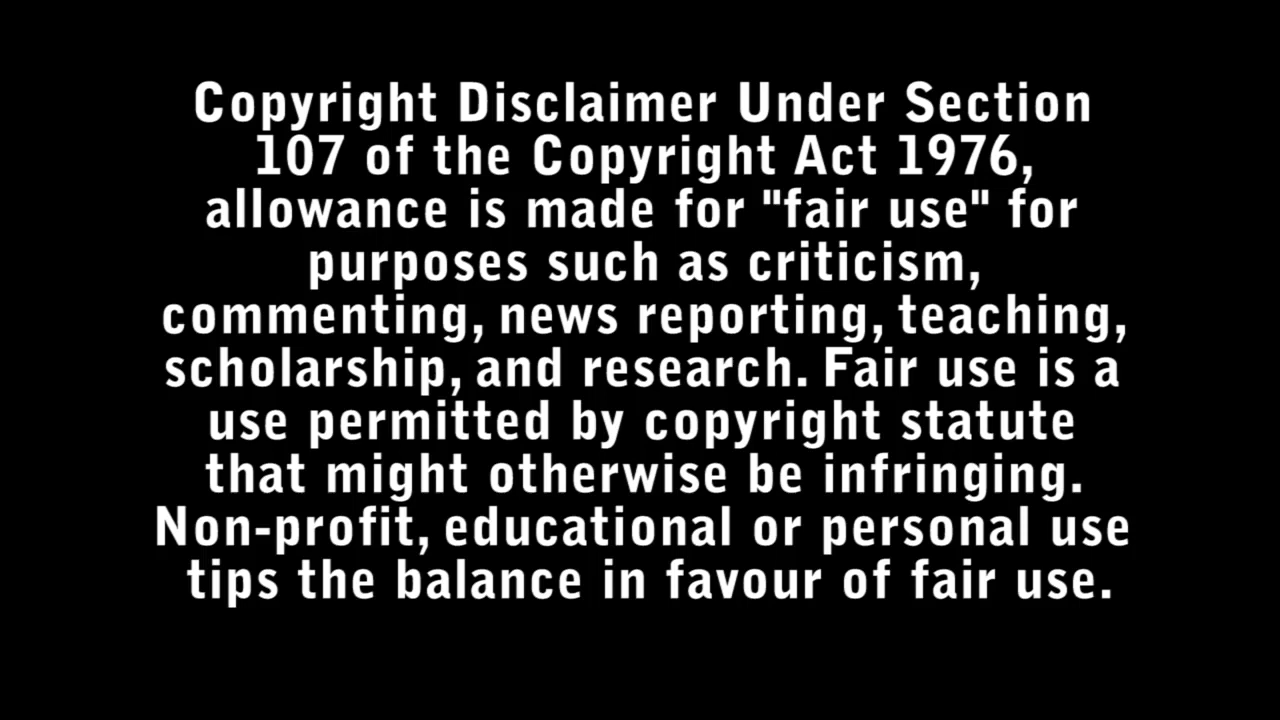 Copyright Disclaimer Under Section
107 of the Copyright Act 1976,
allowance is made for "fair use" for
purposes such as criticism,
commenting, news reporting, teaching,
scholarship, and research. Fair use is a
use permitted by copyright statute
that might otherwise be infringing.
Non-profit, educational or personal use
tips the balance in favour of fair use.